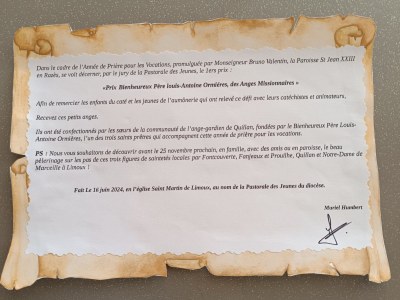 Dans le cadre de l'Année de Prière pour les Vocations, promulguée par Monseigneur Bruno Valentin, la Paroisse St Jean XXIII
en Razès, se voit décerner, par le jury de la Pastorale des Jeunes, le 1ers prix :
«Prix Bienheureux Père louis-Antoine Ornières, des Anges Missionnaires »
Afin de remercier les enfants du caté et les jeunes de l'aumônerie qui ont relevé ce défi avec leurs catéchistes et animateurs,
Recevez ces petits anges.
Ils ont été confectionnés par les sœurs de la communauté de l'ange-gardien de Quillan, fondées par le Bienheureux Père Louis-
Antoine Ornières, l'un des trois saints prêtres qui accompagnent cette année de prière pour les vocations.
PS : Nous vous souhaitons de découvrir avant le 25 novembre prochain, en famille, avec des amis ou en paroisse, le beau
pèlerinage sur les pas de ces trois figures de saintetés locales par Fontcouverte, Fanjeaux et Prouilhe, Quillan et Notre-Dame de
Marceille à Limoux !
Fait Le 16 juin 2024, en l'église Saint Martin de Limoux, au nom de la Pastorale des Jeunes du diocèse.
Muriel Humbert